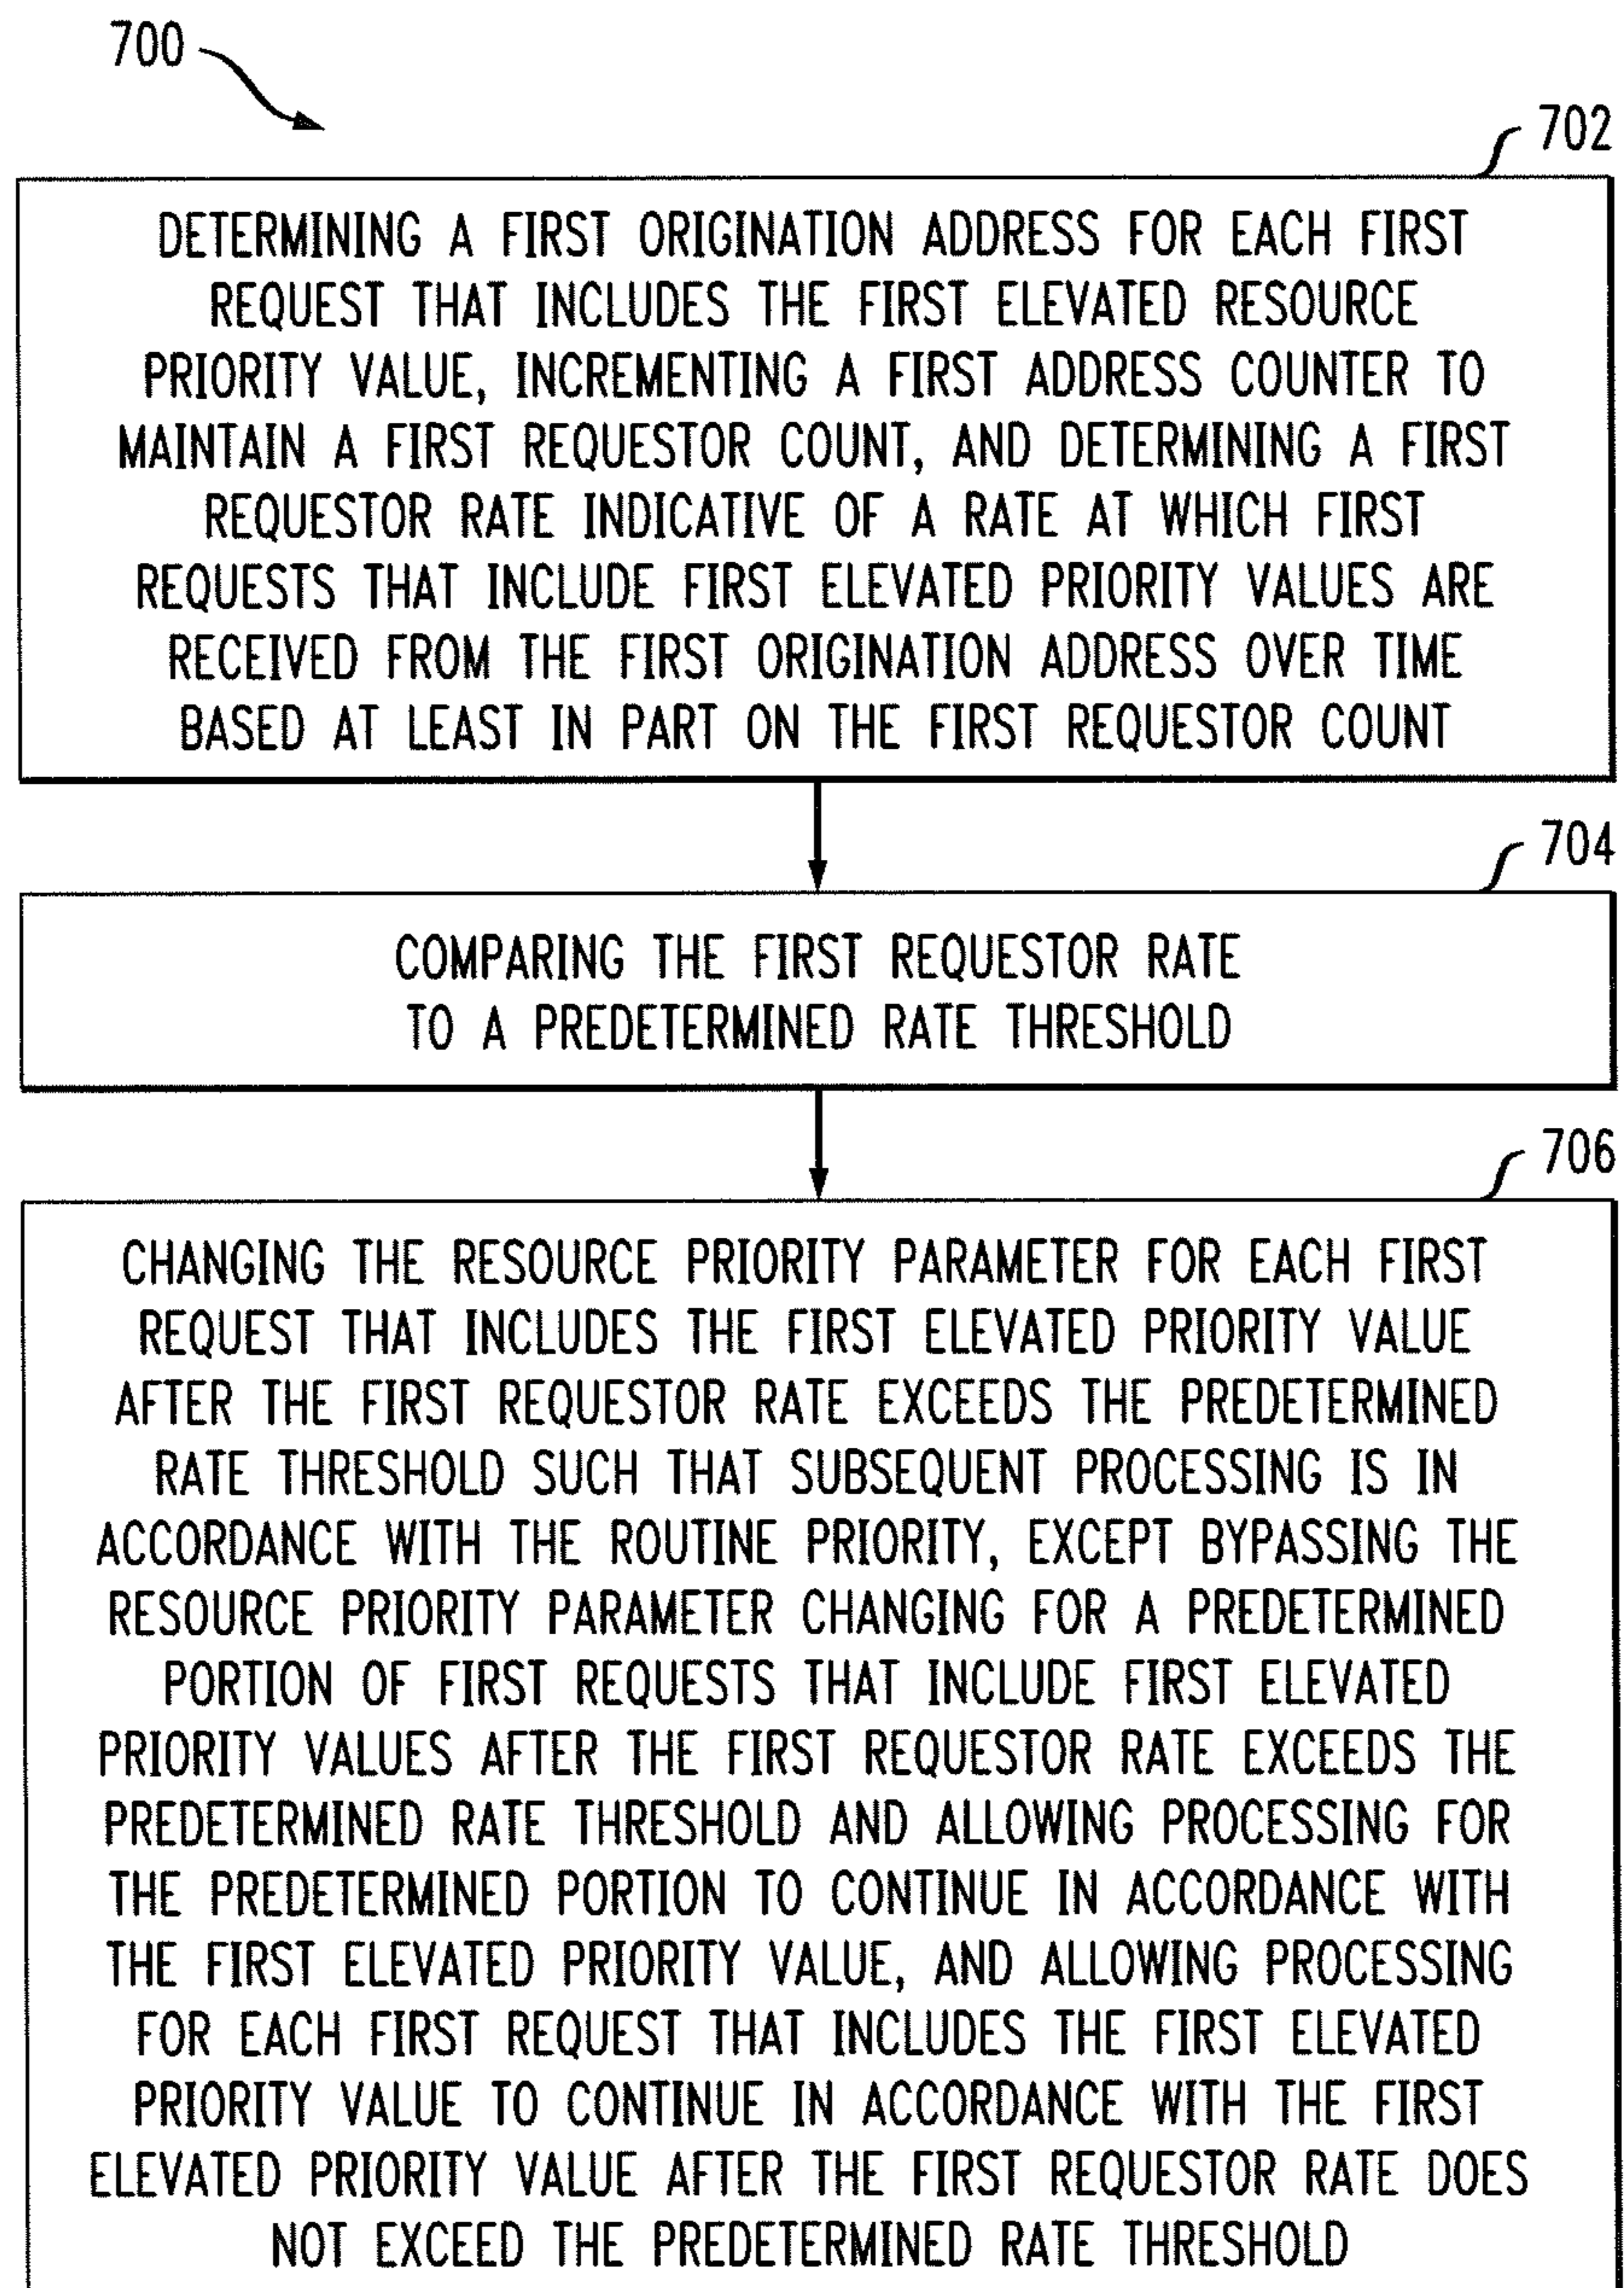 700
702
DETERMINING A FIRST ORIGINATION ADDRESS FOR EACH FIRST
REQUEST THAT INCLUDES THE FIRST ELEVATED RESOURCE
PRIORITY VALUE, INCREMENTING A FIRST ADDRESS COUNTER TO
MAINTAIN A FIRST REQUESTOR COUNT, AND DETERMINING A FIRST
REQUESTOR RATE INDICATIVE OF A RATE AT WHICH FIRST
REQUESTS THAT INCLUDE FIRST ELEVATED PRIORITY VALUES ARE
RECEIVED FROM THE FIRST ORIGINATION ADDRESS OVER TIME
BASED AT LEAST IN PART ON THE FIRST REQUESTOR COUNT
704
COMPARING THE FIRST REQUESTOR RATE
TO A PREDETERMINED RATE THRESHOLD
706
CHANGING THE RESOURCE PRIORITY PARAMETER FOR EACH FIRST
REQUEST THAT INCLUDES THE FIRST ELEVATED PRIORITY VALUE
AFTER THE FIRST REQUESTOR RATE EXCEEDS THE PREDETERMINED
RATE THRESHOLD SUCH THAT SUBSEQUENT PROCESSING IS IN
ACCORDANCE WITH THE ROUTINE PRIORITY, EXCEPT BYPASSING THE
RESOURCE PRIORITY PARAMETER CHANGING FOR A PREDETERMINED
PORTION OF FIRST REQUESTS THAT INCLUDE FIRST ELEVATED
PRIORITY VALUES AFTER THE FIRST REQUESTOR RATE EXCEEDS THE
PREDETERMINED RATE THRESHOLD AND ALLOWING PROCESSING FOR
THE PREDETERMINED PORTION TO CONTINUE IN ACCORDANCE WITH
THE FIRST ELEVATED PRIORITY VALUE, AND ALLOWING PROCESSING
FOR EACH FIRST REQUEST THAT INCLUDES THE FIRST ELEVATED
PRIORITY VALUE TO CONTINUE IN ACCORDANCE WITH THE FIRST
ELEVATED PRIORITY VALUE AFTER THE FIRST REQUESTOR RATE DOES
NOT EXCEED THE PREDETERMINED RATE THRESHOLD